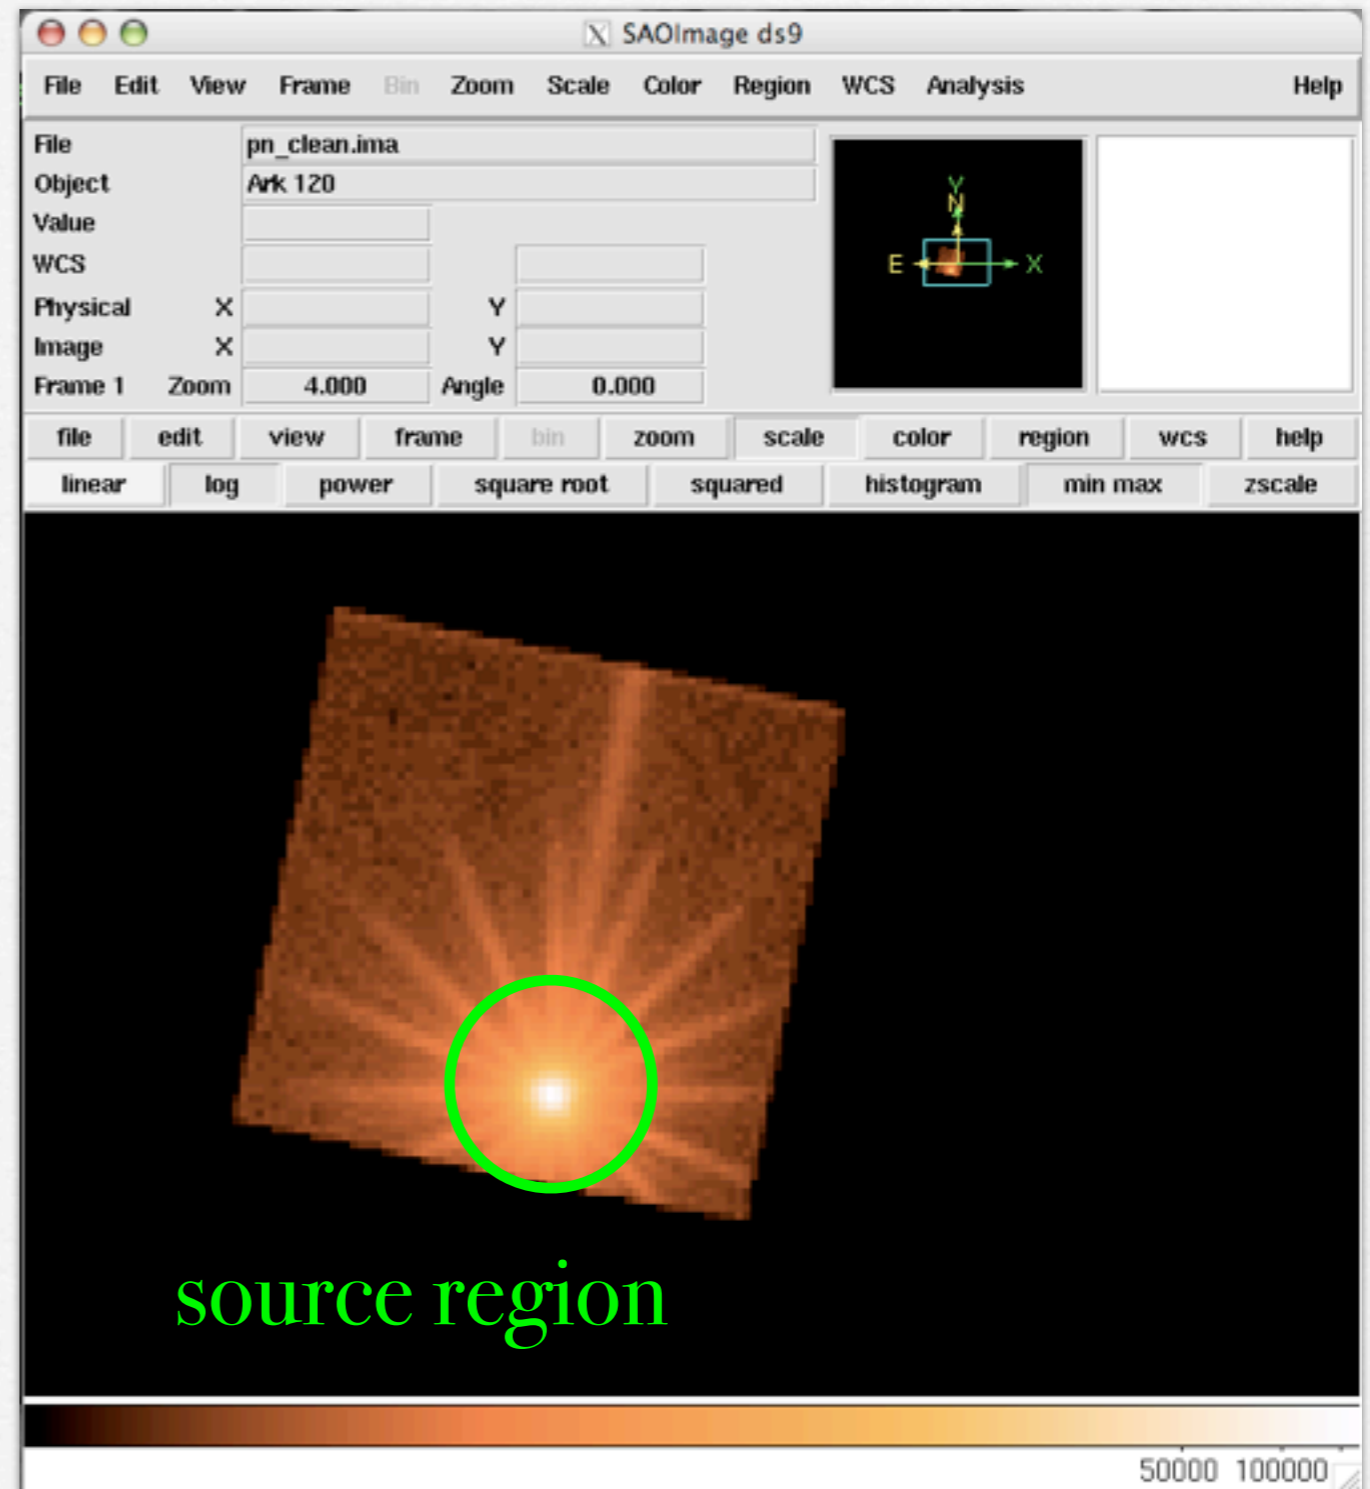 X SAOImage ds9
File Edit View Frame Bin Zoom Scale Color Region WCS Analysis Help
File pn_clean.ima
Object Ark 120
Value
WCS
Physical X Y
Image X Y
Frame 1 Zoom 4.000 Angle 0.000
Y
N
E X
file edit view frame bin zoom scale color region wcs help
linear log power square root squared histogram min max zscale
source region
50000 100000